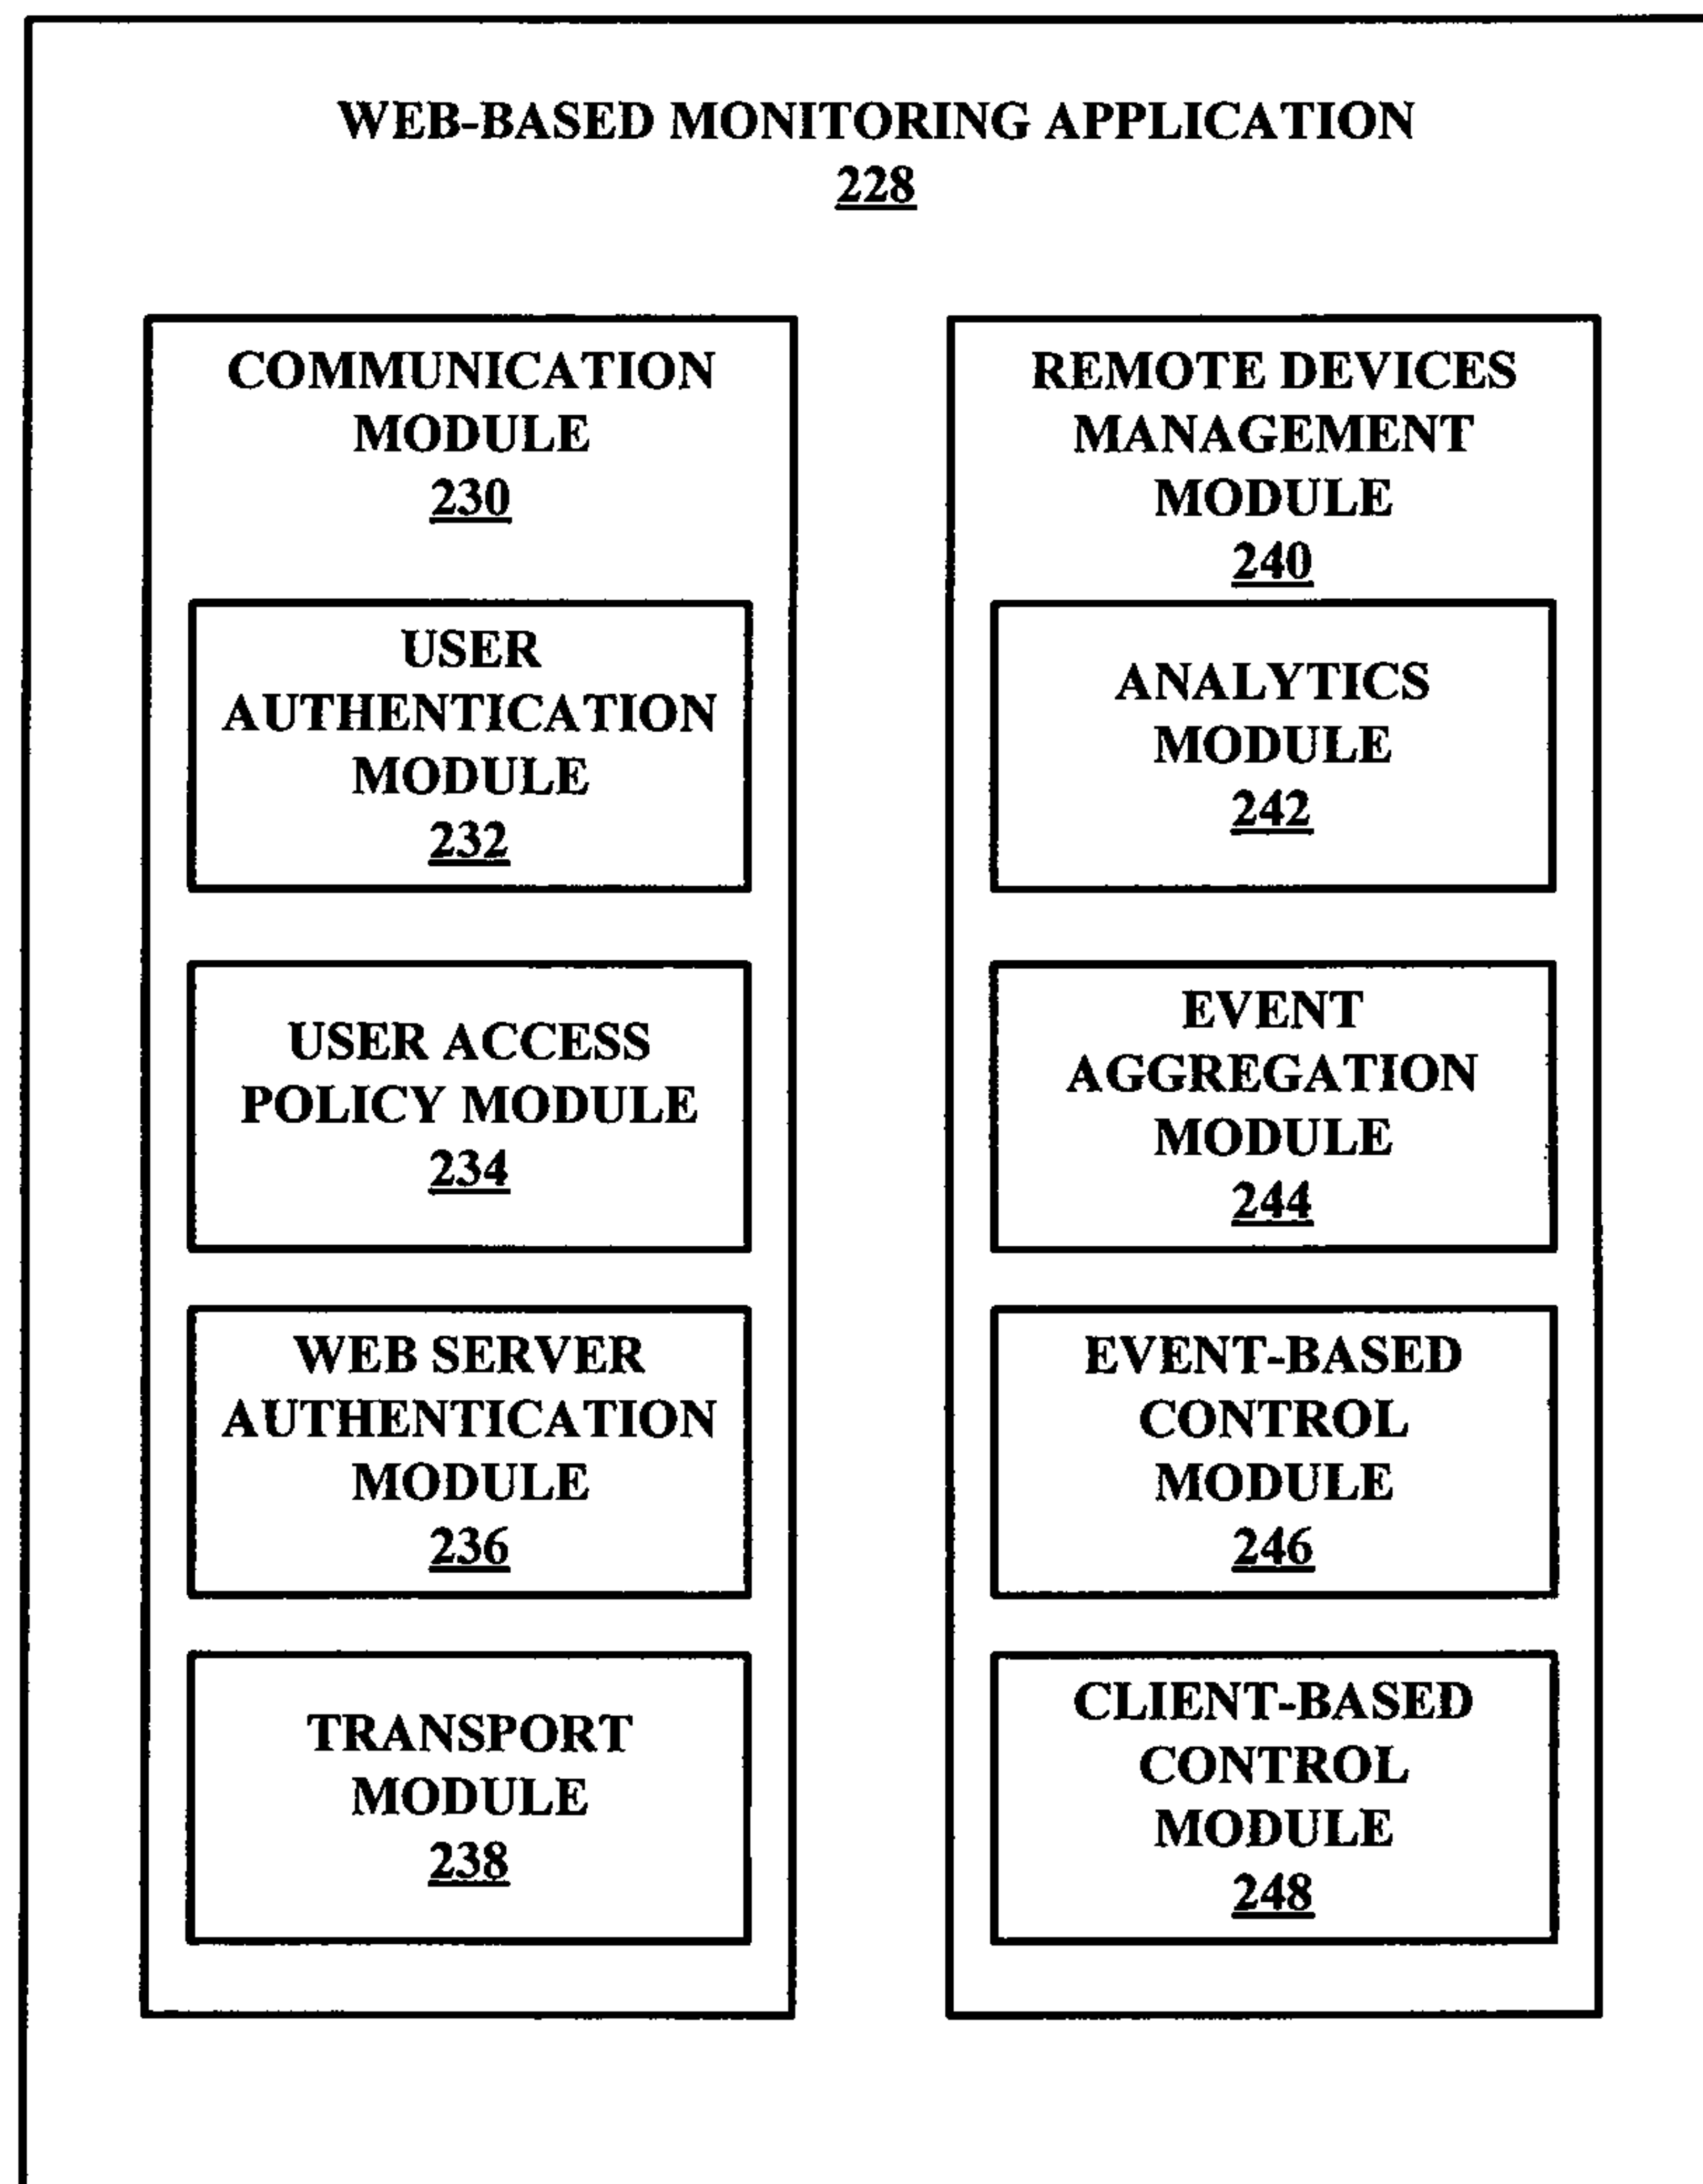 WEB-BASED MONITORING APPLICATION
228
COMMUNICATION
MODULE
230
USER
AUTHENTICATION
MODULE
232
USER ACCESS
POLICY MODULE
234
WEB SERVER
AUTHENTICATION
MODULE
236
TRANSPORT
MODULE
238
REMOTE DEVICES
MANAGEMENT
MODULE
240
ANALYTICS
MODULE
242
EVENT
AGGREGATION
MODULE
244
EVENT-BASED
CONTROL
MODULE
246
CLIENT-BASED
CONTROL
MODULE
248